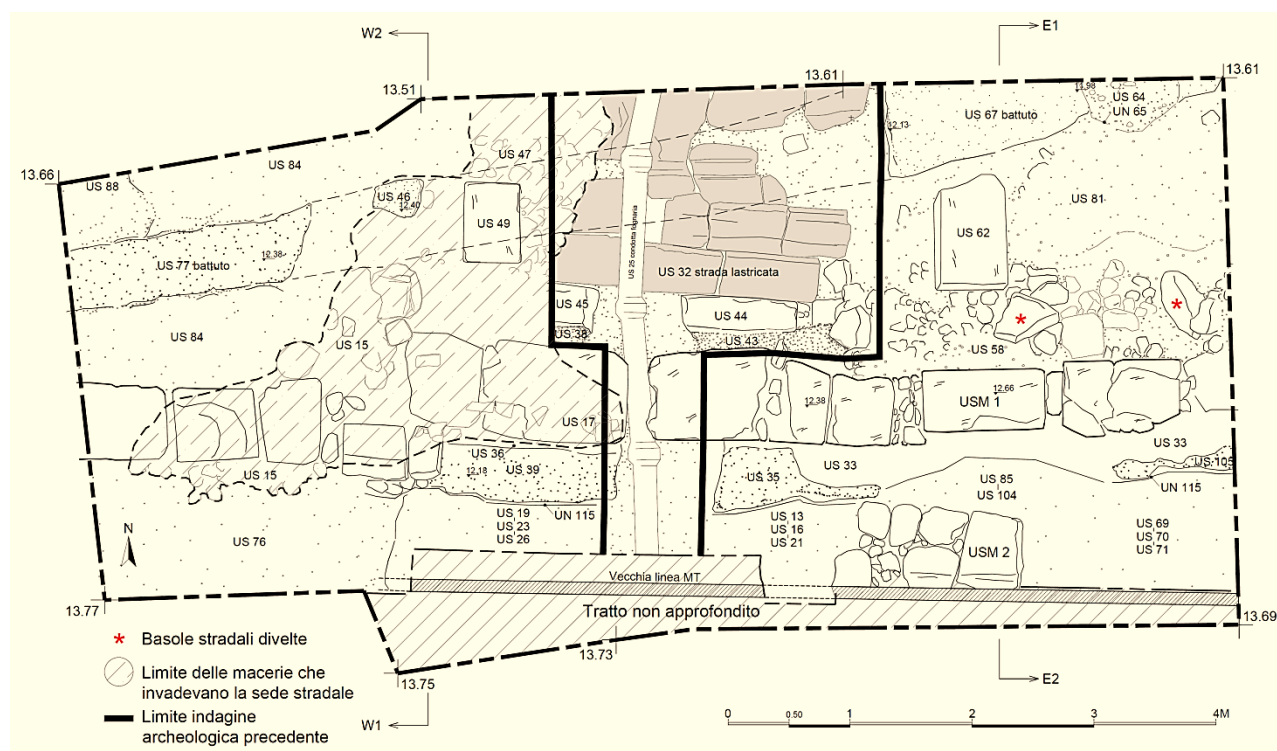 W2
E1
13.51
13.61
13.61
13.66
US 84
US 47
US 67 battuto
13.98
US 64
UN 65
12.13
US 88
US 46
12.40
US 49
US 25 condotta fognaria
US 81
US 62
US 77 battuto
12.38
US 32 strada lastricata
US 45
US 44
*
*
US 38
US 43
US 84
US 15
US 58
12.66
USM 1
12.38
US 17
US 36
US 33
US 33
US 15
12.18
US 39
US 35
US 85
US 104
US 105
UN 115
UN 115
US 19
US 23
US 26
US 13
US 16
US 21
US 69
US 70
US 71
N
US 76
USM 2
Vecchia linea MT
Tratto non approfondito
13.77
13.69
13.73
13.75
* Basole stradali divelte
Limite delle macerie che
invadevano la sede stradale
Limite indagine
archeologica precedente
W1
E2
0 0.50 1 2 3 4M